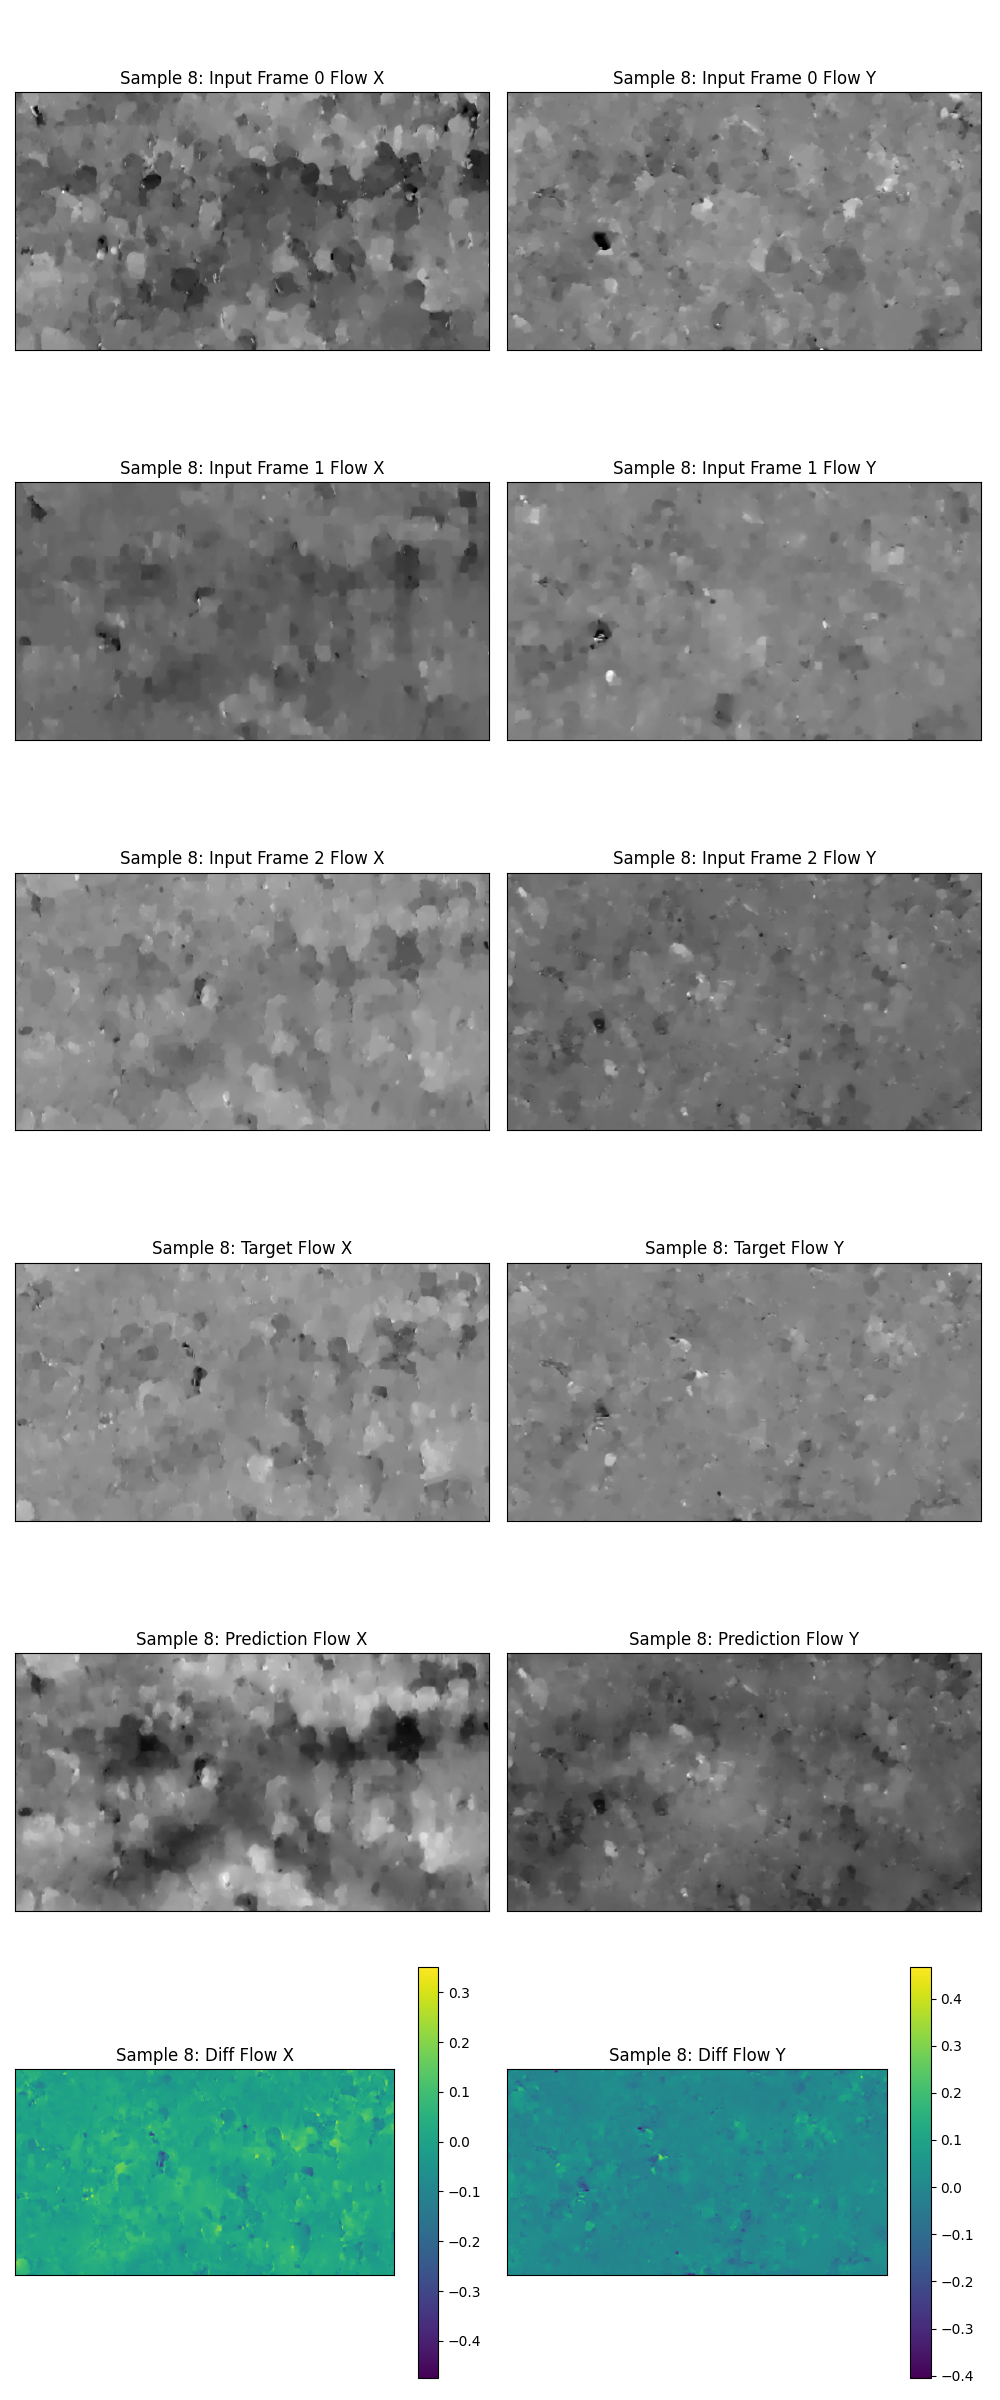 Sample 8: Input Frame 0 Flow X
Sample 8: Input Frame 0 Flow Y
Sample 8: Input Frame 1 Flow X
Sample 8: Input Frame 1 Flow Y
Sample 8: Input Frame 2 Flow X
Sample 8: Input Frame 2 Flow Y
Sample 8: Target Flow X
Sample 8: Target Flow Y
Sample 8: Prediction Flow X
Sample 8: Prediction Flow Y
Sample 8: Diff Flow X
0.3
0.2
0.1
0.0
−0.1
−0.2
−0.3
−0.4
Sample 8: Diff Flow Y
0.4
0.3
0.2
0.1
0.0
−0.1
−0.2
−0.3
−0.4